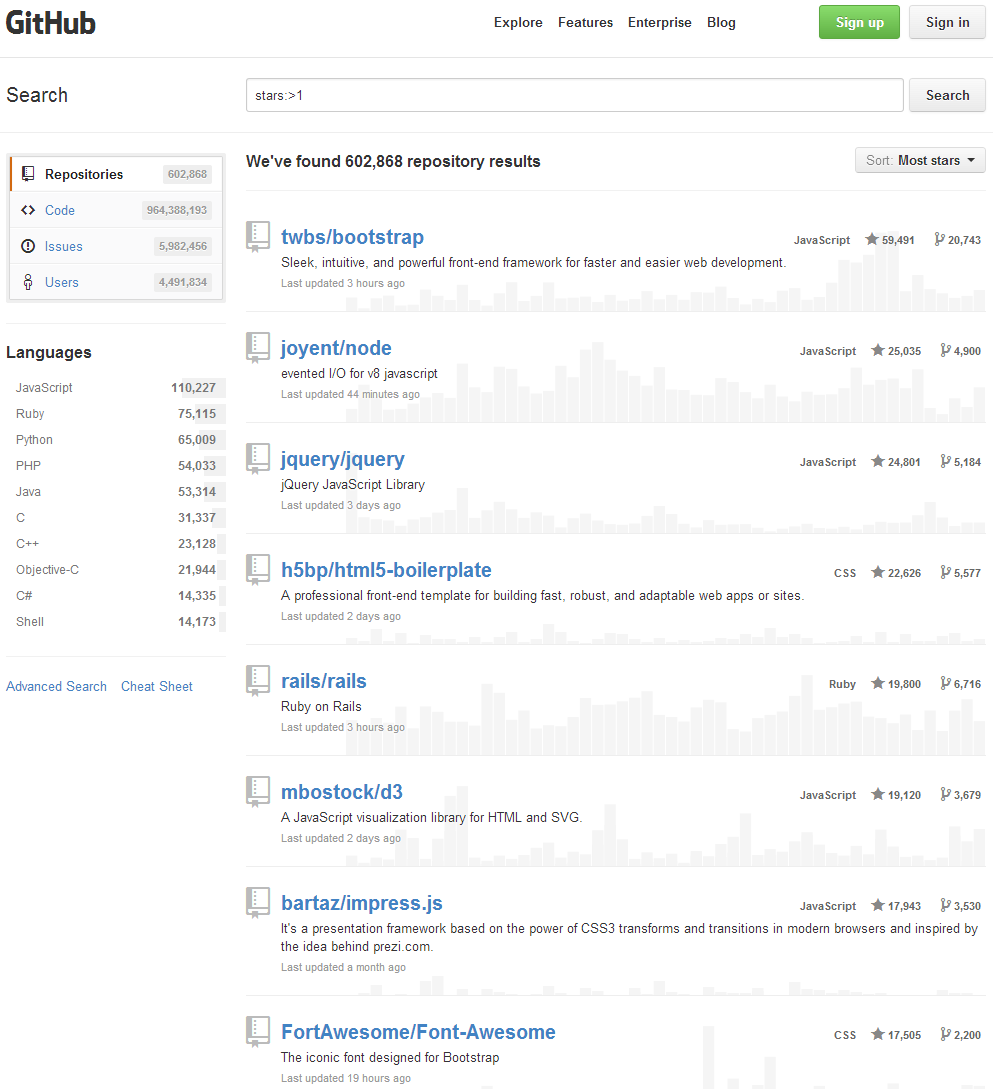 GitHub
Explore Features Enterprise Blog
Sign up
Sign in
Search
stars:>1
Search
Repositories 602,868
Code 964,388,193
Issues 5,982,456
Users 4,491,834
Languages
JavaScript 110,227
Ruby 75,115
Python 65,009
PHP 54,033
Java 53,314
C 31,337
C++ 23,128
Objective-C 21,944
C# 14,335
Shell 14,173
Advanced Search Cheat Sheet
We've found 602,868 repository results
Sort: Most stars
twbs/bootstrap
JavaScript 59,491 20,743
Sleek, intuitive, and powerful front-end framework for faster and easier web development.
Last updated 3 hours ago
joyent/node
JavaScript 25,035 4,900
evented I/O for v8 javascript
Last updated 44 minutes ago
jquery/jquery
JavaScript 24,801 5,184
jQuery JavaScript Library
Last updated 3 days ago
h5bp/html5-boilerplate
CSS 22,626 5,577
A professional front-end template for building fast, robust, and adaptable web apps or sites.
Last updated 2 days ago
rails/rails
Ruby 19,800 6,716
Ruby on Rails
Last updated 3 hours ago
mbostock/d3
JavaScript 19,120 3,679
A JavaScript visualization library for HTML and SVG.
Last updated 2 days ago
bartaz/impress.js
JavaScript 17,943 3,530
It's a presentation framework based on the power of CSS3 transforms and transitions in modern browsers and inspired by
the idea behind prezi.com.
Last updated a month ago
FortAwesome/Font-Awesome
CSS 17,505 2,200
The iconic font designed for Bootstrap
Last updated 19 hours ago